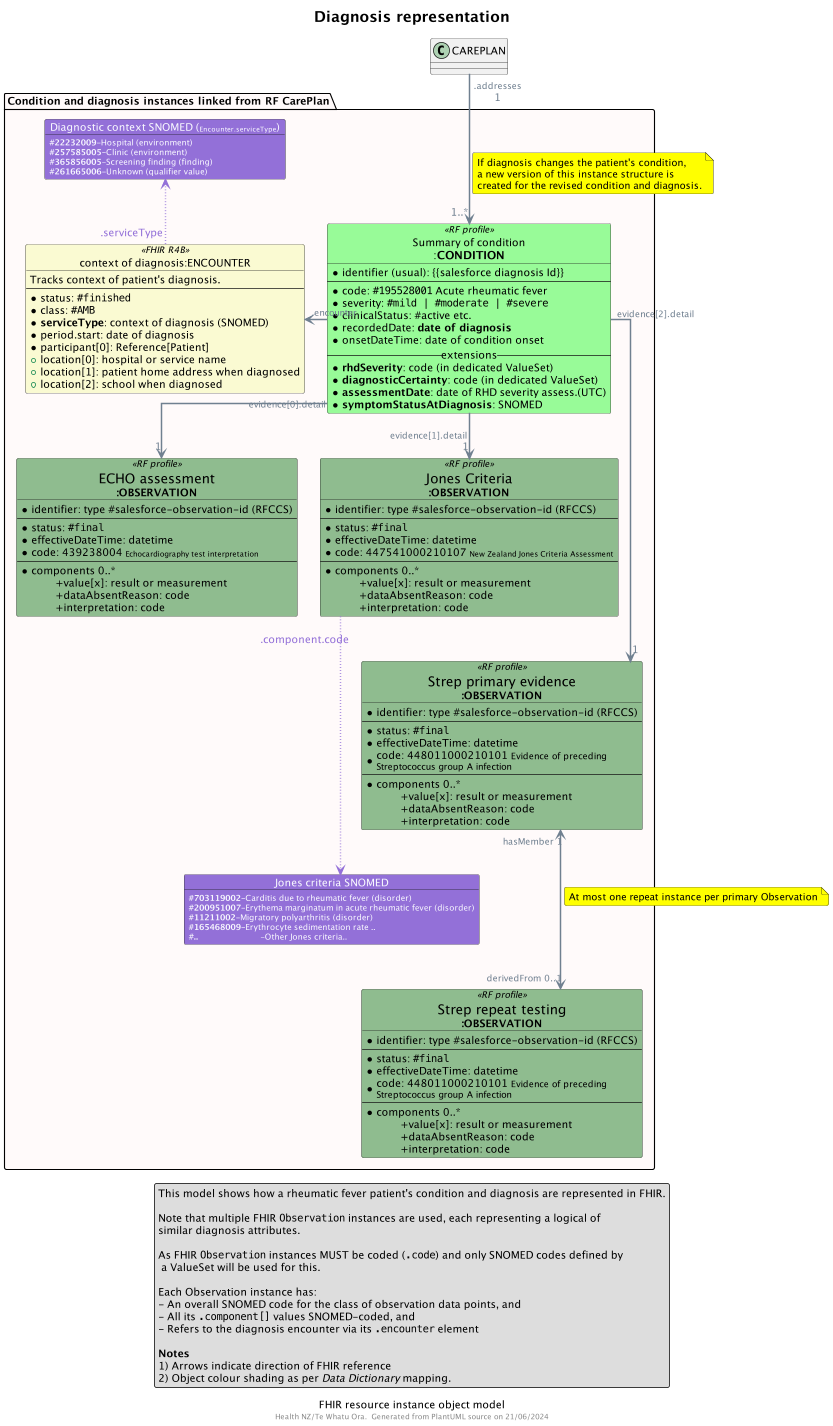 Diagnosis representation
C CAREPLAN
.addresses
1
Condition and diagnosis instances linked from RF CarePlan
Diagnostic context SNOMED (Encounter.serviceType)
#22232009-Hospital (environment)
#257585005-Clinic (environment)
#365856005-Screening finding (finding)
#261665006-Unknown (qualifier value)
If diagnosis changes the patient's condition,
a new version of this instance structure is
created for the revised condition and diagnosis.
1..*
.serviceType
«FHIR R4B»
context of diagnosis:ENCOUNTER
Tracks context of patient's diagnosis.
status: #finished
class: #AMB
serviceType: context of diagnosis (SNOMED)
period.start: date of diagnosis
participant[0]: Reference[Patient]
location[0]: hospital or service name
location[1]: patient home address when diagnosed
location[2]: school when diagnosed
encounter
«RF profile»
Summary of condition
:CONDITION
identifier (usual): {{salesforce diagnosis Id}}
code: #195528001 Acute rheumatic fever
severity: #mild | #moderate | #severe
clinicalStatus: #active etc.
recordedDate: date of diagnosis
onsetDateTime: date of condition onset
extensions
rhdSeverity: code (in dedicated ValueSet)
diagnosticCertainty: code (in dedicated ValueSet)
assessmentDate: date of RHD severity assess.(UTC)
symptomStatusAtDiagnosis: SNOMED
evidence[2].detail
evidence[0].detail
1
evidence[1].detail
1
«RF profile»
ECHO assessment
:OBSERVATION
identifier: type #salesforce-observation-id (RFCCS)
status: #final
effectiveDateTime: datetime
code: 439238004 Echocardiography test interpretation
components 0..*
+value[x]: result or measurement
+dataAbsentReason: code
+interpretation: code
«RF profile»
Jones Criteria
:OBSERVATION
identifier: type #salesforce-observation-id (RFCCS)
status: #final
effectiveDateTime: datetime
code: 447541000210107 New Zealand Jones Criteria Assessment
components 0..*
+value[x]: result or measurement
+dataAbsentReason: code
+interpretation: code
.component.code
1
«RF profile»
Strep primary evidence
:OBSERVATION
identifier: type #salesforce-observation-id (RFCCS)
status: #final
effectiveDateTime: datetime
code: 448011000210101 Evidence of preceding
Streptococcus group A infection
components 0..*
+value[x]: result or measurement
+dataAbsentReason: code
+interpretation: code
hasMember 1
Jones criteria SNOMED
#703119002-Carditis due to rheumatic fever (disorder)
#200951007-Erythema marginatum in acute rheumatic fever (disorder)
#11211002-Migratory polyarthritis (disorder)
#165468009-Erythrocyte sedimentation rate ..
#.. -Other Jones criteria..
At most one repeat instance per primary Observation
derivedFrom 0..1
«RF profile»
Strep repeat testing
:OBSERVATION
identifier: type #salesforce-observation-id (RFCCS)
status: #final
effectiveDateTime: datetime
code: 448011000210101 Evidence of preceding
Streptococcus group A infection
components 0..*
+value[x]: result or measurement
+dataAbsentReason: code
+interpretation: code
This model shows how a rheumatic fever patient's condition and diagnosis are represented in FHIR.
Note that multiple FHIR Observation instances are used, each representing a logical of
similar diagnosis attributes.
As FHIR Observation instances MUST be coded (.code) and only SNOMED codes defined by
a ValueSet will be used for this.
Each Observation instance has:
- An overall SNOMED code for the class of observation data points, and
- All its .component[] values SNOMED-coded, and
- Refers to the diagnosis encounter via its .encounter element
Notes
1) Arrows indicate direction of FHIR reference
2) Object colour shading as per Data Dictionary mapping.
FHIR resource instance object model
Health NZ/Te Whatu Ora. Generated from PlantUML source on 21/06/2024